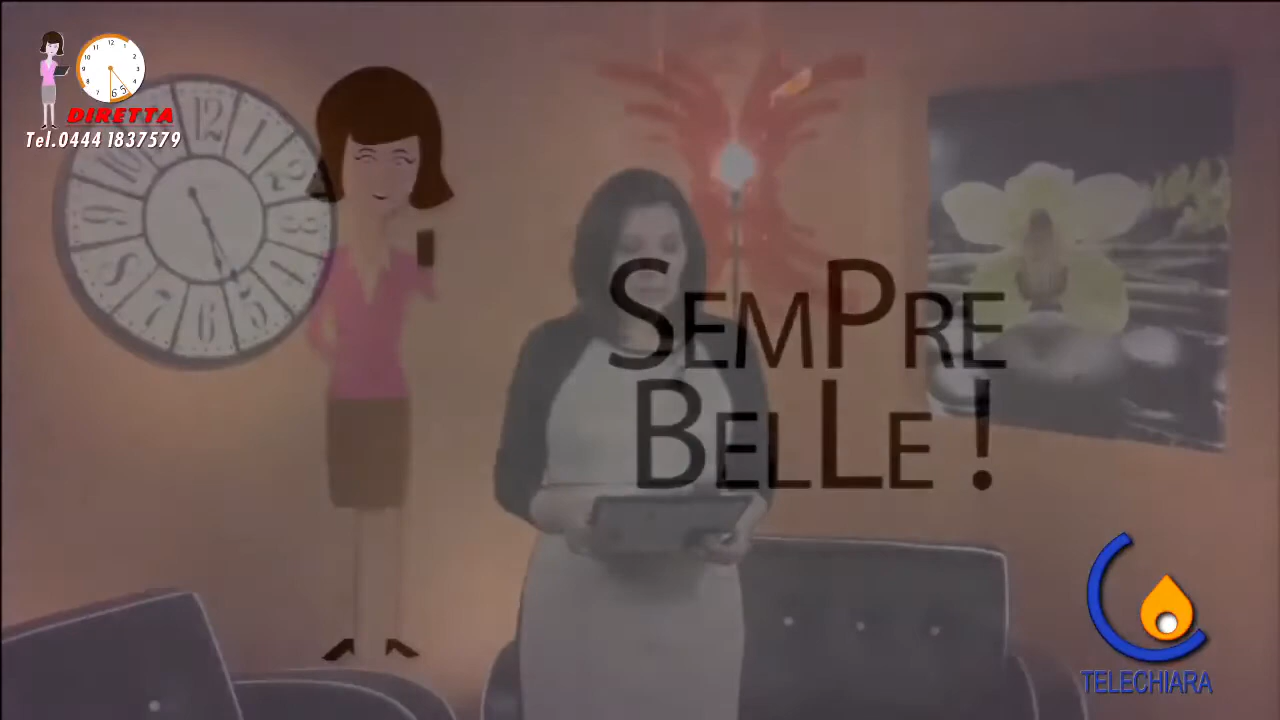 DIRETTA
Tel.0444 1837579
SEMPRE
BELLE !
TELECHIARA